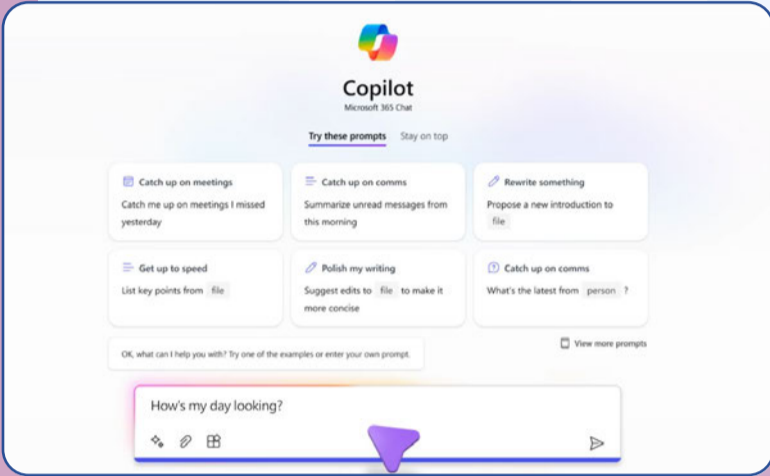 Copilot
Microsoft 365 Chat
Try these prompts
Stay on top
Catch up on meetings
Catch me up on meetings I missed
yesterday
Catch up on comms
Summarize unread messages from
this morning
Rewrite something
Propose a new introduction to
file
Get up to speed
List key points from file
Polish my writing
Suggest edits to file to make it
more concise
Catch up on comms
What's the latest from person ?
View more prompts
OK, what can I help you with? Try one of the examples or enter your own prompt.
How's my day looking?